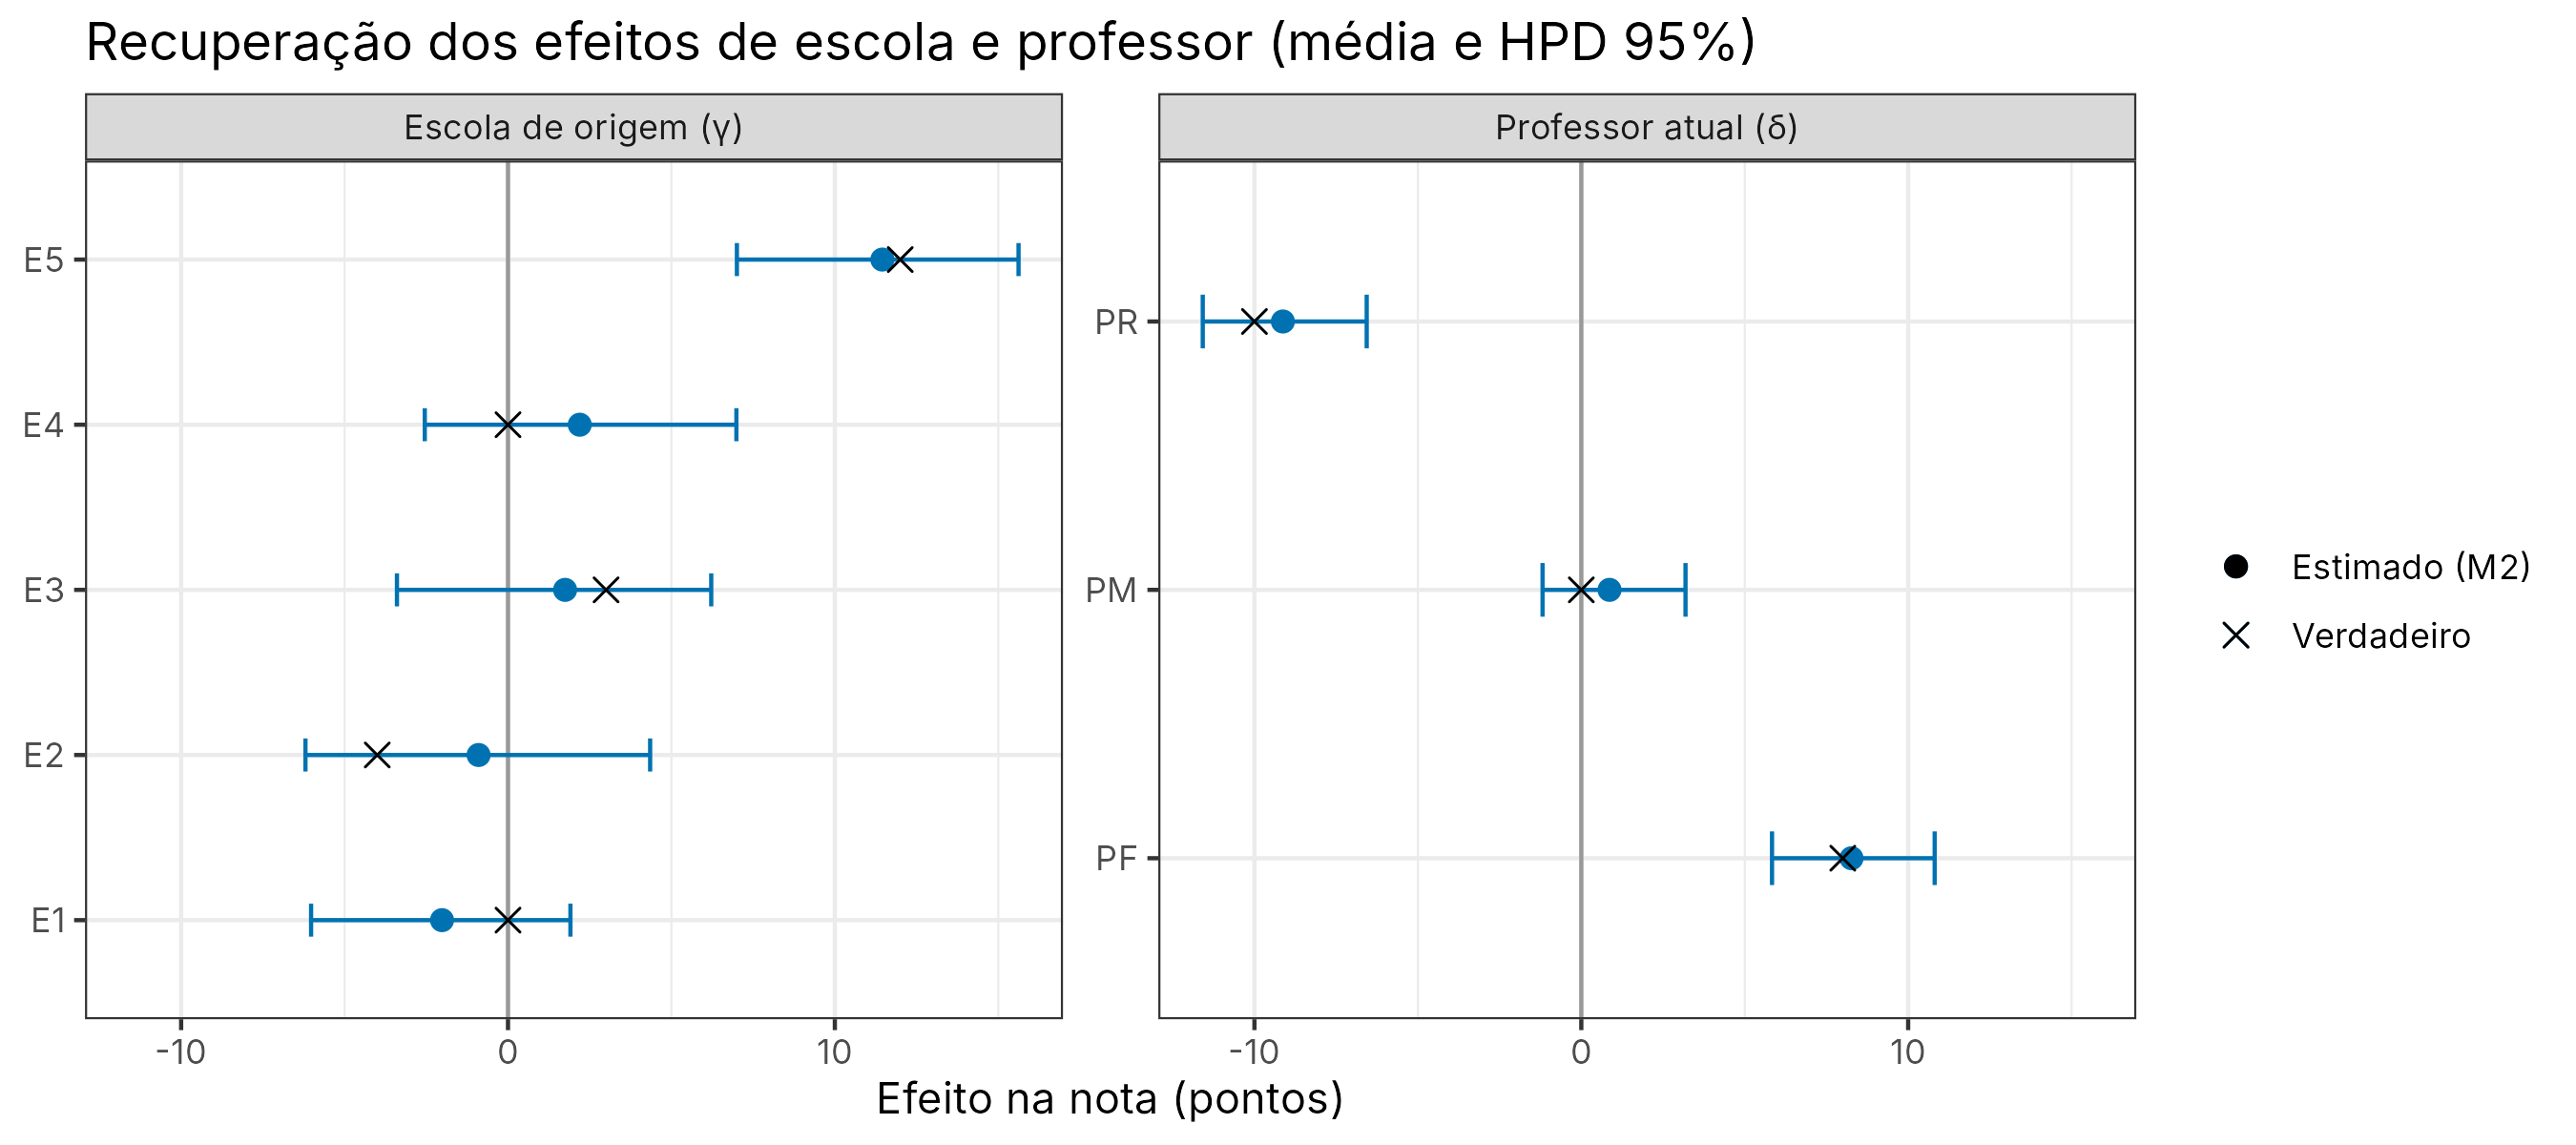 Recuperação dos efeitos de escola e professor (média e HPD 95%)
Escola de origem (γ)
Professor atual (δ)
E5
E4
E3
E2
E1
PR
PM
PF
-10 0 10
-10 0 10
Efeito na nota (pontos)
Estimado (M2)
Verdadeiro